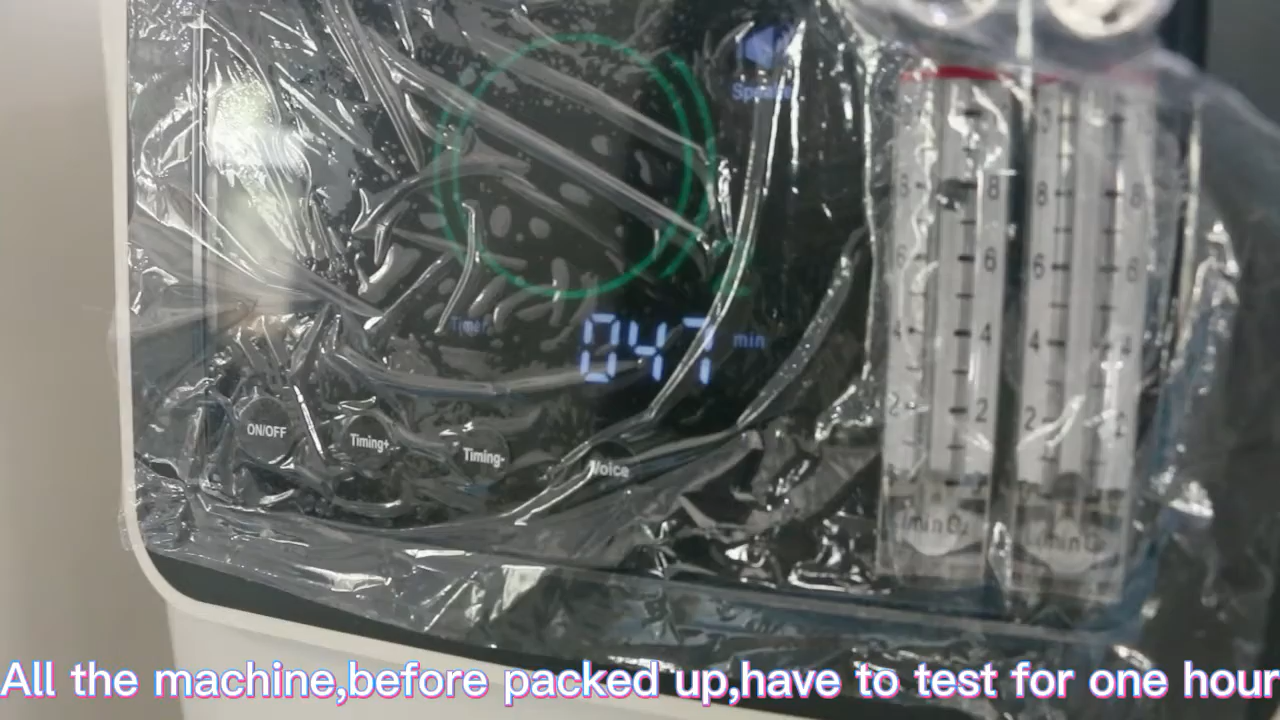 Speaker
8 8 8 8
6 6 6 6
Timer 047 min
4 4 4 4
2 2 2 2
ON/OFF Timing+ Timing- Voice
All the machine,before packed up,have to test for one hour